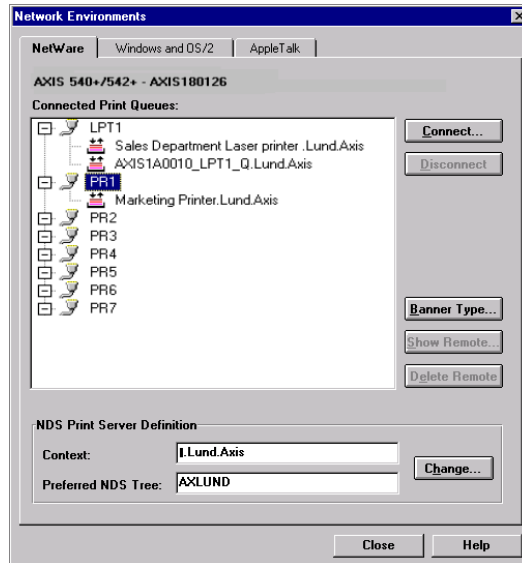 Network Environments
NetWare
Windows and OS/2
AppleTalk
AXIS 540+/542+ - AXIS180126
Connected Print Queues:
LPT1
Sales Department Laser printer .Lund.Axis
AXIS1A0010_LPT1_Q.Lund.Axis
PR1
Marketing Printer.Lund.Axis
PR2
PR3
PR4
PR5
PR6
PR7
Connect...
Disconnect
Banner Type...
Show Remote...
Delete Remote
NDS Print Server Definition
Context:
.Lund.Axis
Preferred NDS Tree:
AXLUND
Change...
Close
Help